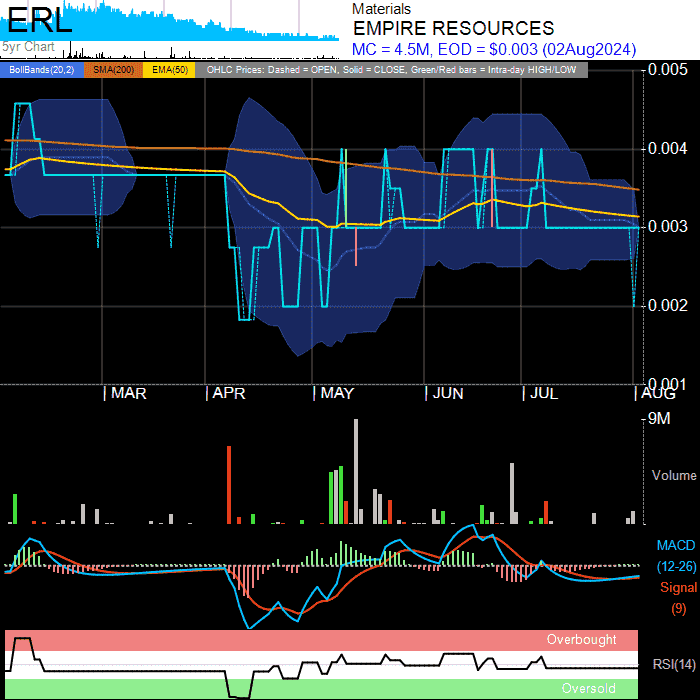 ERL
5yr Chart
Materials
EMPIRE RESOURCES
MC = 4.5M, EOD = $0.003 (02Aug2024)
BollBands(20,2) SMA(200) EMA(50) OHLC Prices: Dashed = OPEN, Solid = CLOSE, Green/Red bars = Intra-day HIGH/LOW
0.005
0.004
0.003
0.002
0.001
| MAR | APR | MAY | JUN | JUL | AUG
9M
Volume
MACD
(12-26)
Signal
(9)
Overbought
RSI(14)
Oversold